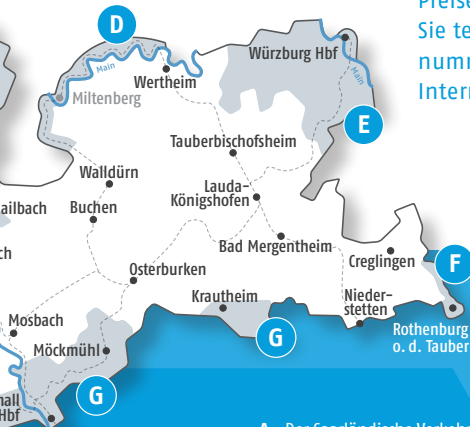 Preise
Sie te
numm
Intern
D
Würzburg Hbf
Main
Main
Wertheim
Miltenberg
E
Tauberbischofsheim
Walldürn
Lauda-
Königshofen
ailbach
Buchen
Bad Mergentheim
Creglingen
F
Osterburken
Krautheim
Nieder-
stetten
Mosbach
Rothenburg
o. d. Tauber
Möckmühl
G
G
Hbf